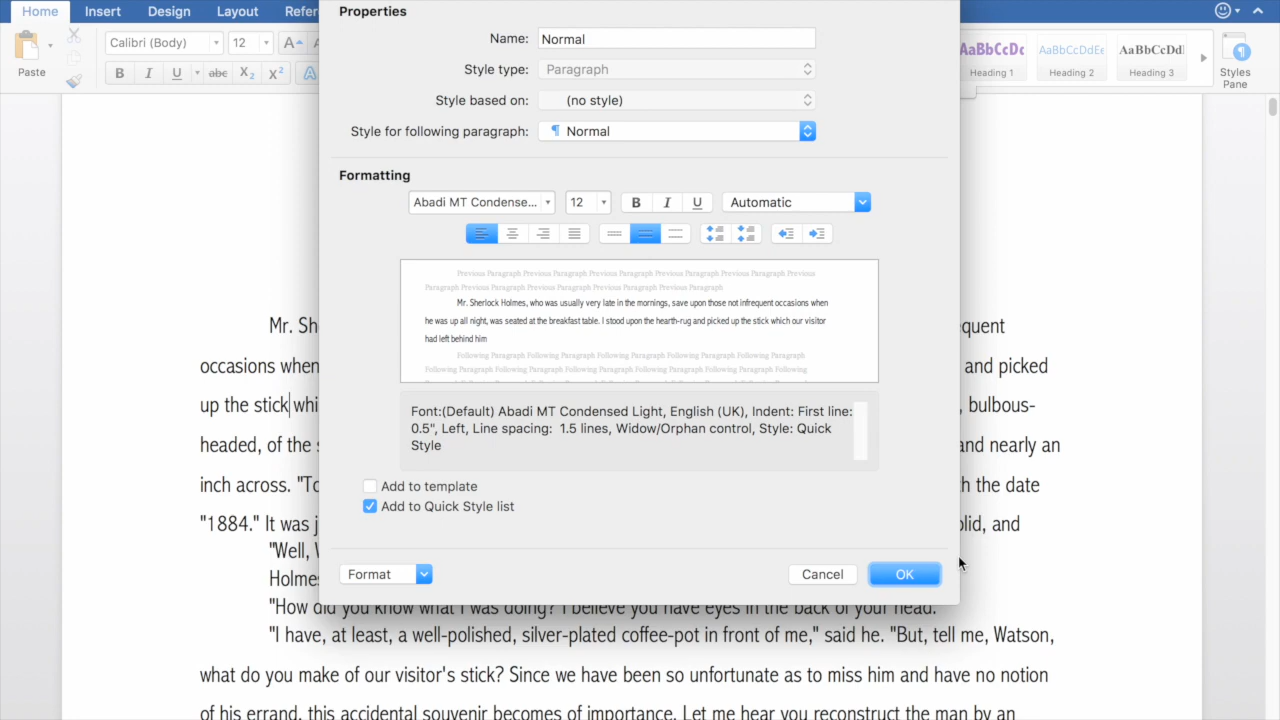 Home Insert Design Layout Refer
Properties
Calibri (Body) 12 A A
Paste
B I U abc X2 X2 A
AaBbCcDc AaBbCcDdEe AaBbCcDdl
Heading 1 Heading 2 Heading 3
Styles
Pane
Name: Normal
Style type: Paragraph
Style based on: (no style)
Style for following paragraph: ¶ Normal
Formatting
Abadi MT Condense... 12 B I U Automatic
Previous Paragraph Previous Paragraph Previous Paragraph Previous Paragraph Previous Paragraph Previous
Paragraph Previous Paragraph Previous Paragraph Previous Paragraph Previous Paragraph
Mr. Sherlock Holmes, who was usually very late in the mornings, save upon those not infrequent occasions when
he was up all night, was seated at the breakfast table. I stood upon the hearth-rug and picked up the stick which our visitor
had left behind him
Following Paragraph Following Paragraph Following Paragraph Following Paragraph Following Paragraph
Following Paragraph Following Paragraph Following Paragraph Following Paragraph Following Paragraph
Font:(Default) Abadi MT Condensed Light, English (UK), Indent: First line:
0.5", Left, Line spacing: 1.5 lines, Widow/Orphan control, Style: Quick
Style
Add to template
Add to Quick Style list
Format Cancel OK
Mr. Sh equent
occasions when and picked
up the stick whi , bulbous-
headed, of the s and nearly an
inch across. "To h the date
"1884." It was j olid, and
"Well, W
Holmes
"How did you know what I was doing? I believe you have eyes in the back of your head."
"I have, at least, a well-polished, silver-plated coffee-pot in front of me," said he. "But, tell me, Watson,
what do you make of our visitor's stick? Since we have been so unfortunate as to miss him and have no notion
of his errand, this accidental souvenir becomes of importance. Let me hear you reconstruct the man by an